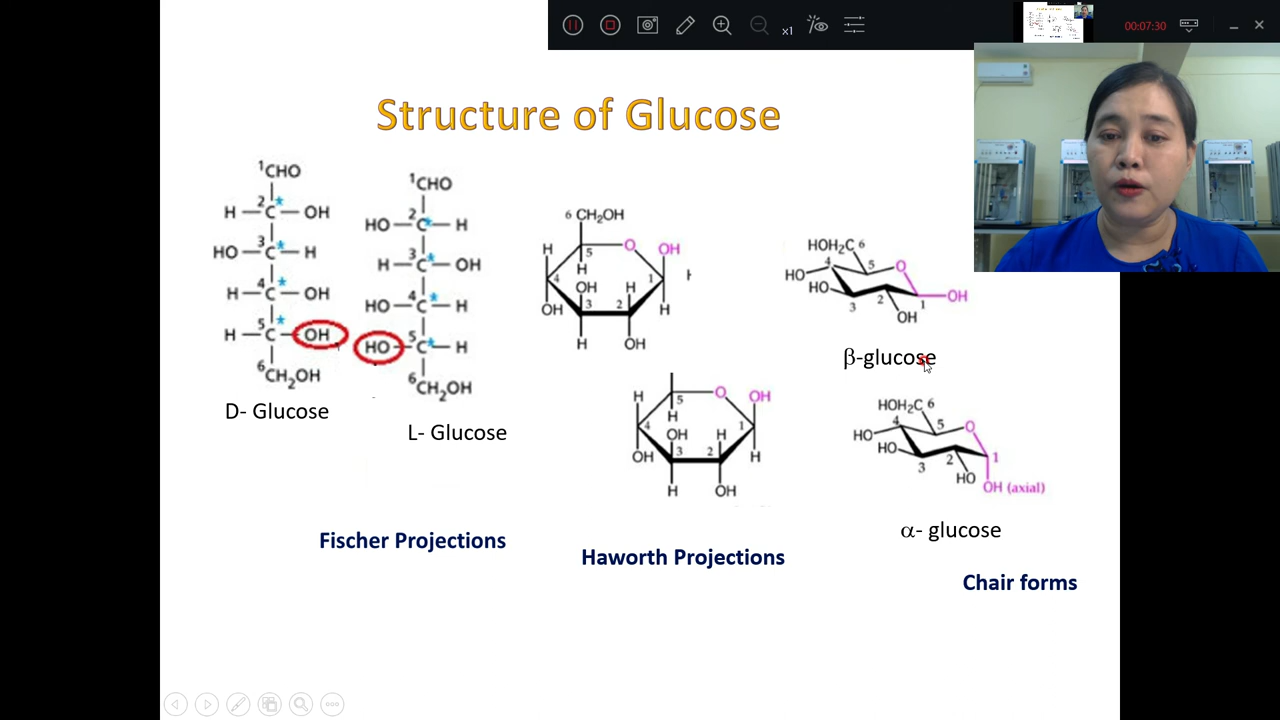 x1
00:07:30
Structure of Glucose
1CHO
H 2C* OH
HO 3C* H
H 4C* OH
H 5C* OH
6CH2OH
D- Glucose
1CHO
HO 2C* H
H 3C* OH
HO 4C* H
HO 5C* H
6CH2OH
L- Glucose
Fischer Projections
6 CH2OH
H 5 O OH
H
4 OH H 1
OH 3 2 H
H OH
H 5 O OH
H
4 OH H 1
OH 3 2 H
H OH
Haworth Projections
HOH2C 6
HO 4 5 O
HO 3 2 1 OH
OH
β-glucose
HOH2C 6
HO 4 5 O
HO 3 2 1
HO OH (axial)
α- glucose
Chair forms